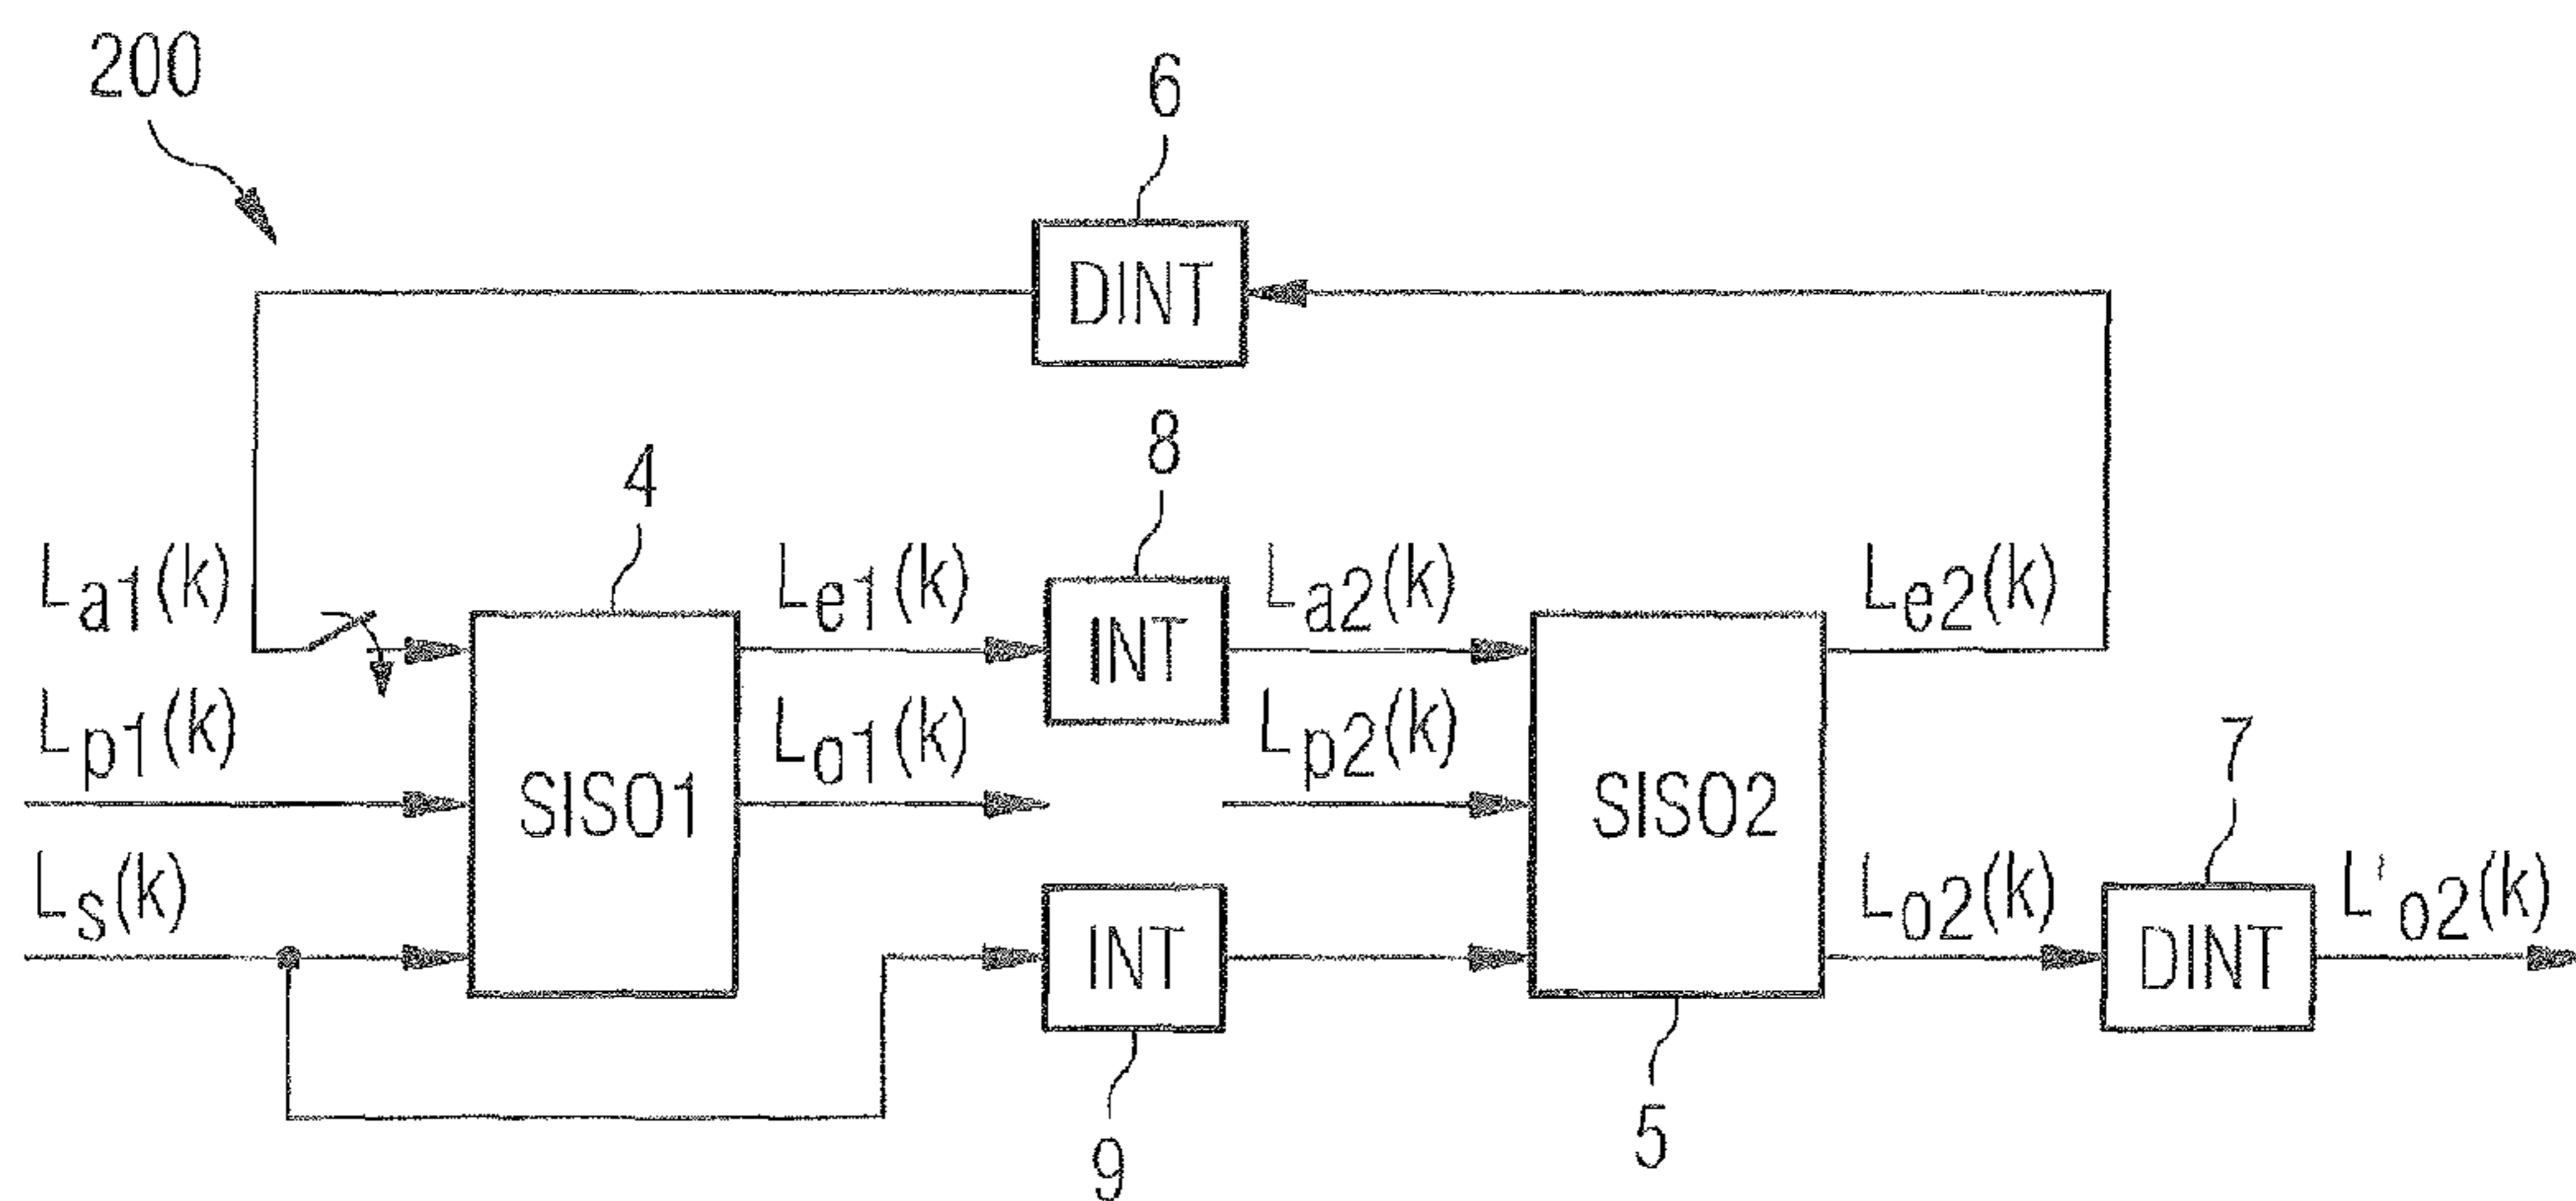 200
6
DINT
8
4
La1(k)
Le1(k)
INT
La2(k)
Le2(k)
Lp1(k)
SISO1
Lo1(k)
Lp2(k)
SISO2
7
Ls(k)
INT
Lo2(k)
DINT
L'o2(k)
9
5